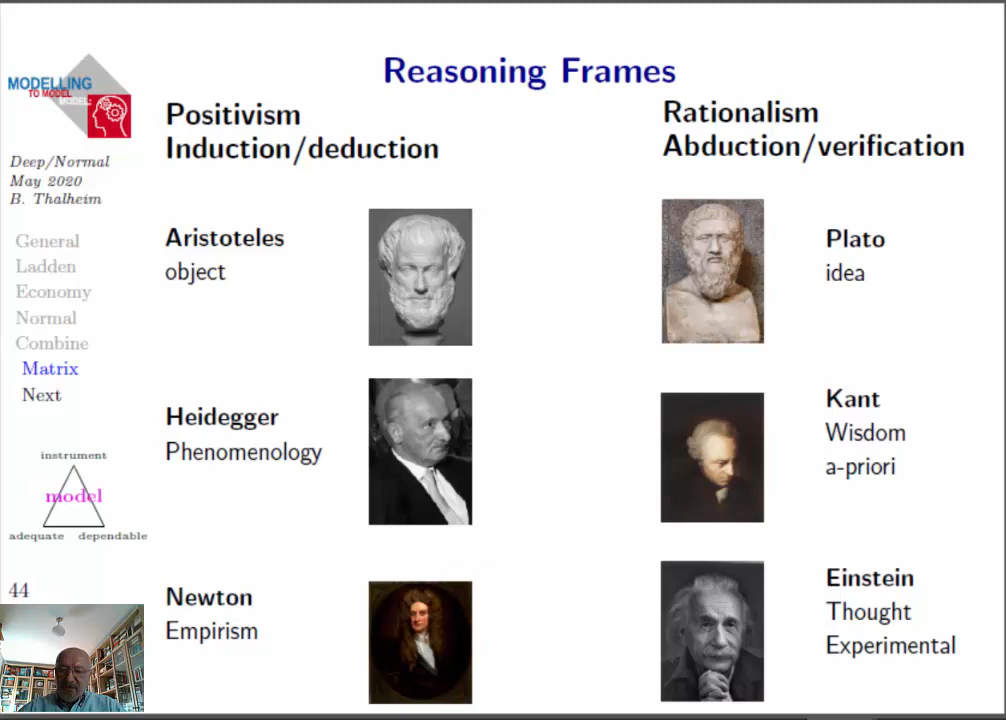 Reasoning Frames
MODELLING
TO MODEL
MODEL:
Deep/Normal
May 2020
B. Thalheim
General
Ladden
Economy
Normal
Combine
Matrix
Next
instrument
model
adequate dependable
44
Positivism
Induction/deduction
Aristoteles
object
Heidegger
Phenomenology
Newton
Empirism
Rationalism
Abduction/verification
Plato
idea
Kant
Wisdom
a-priori
Einstein
Thought
Experimental